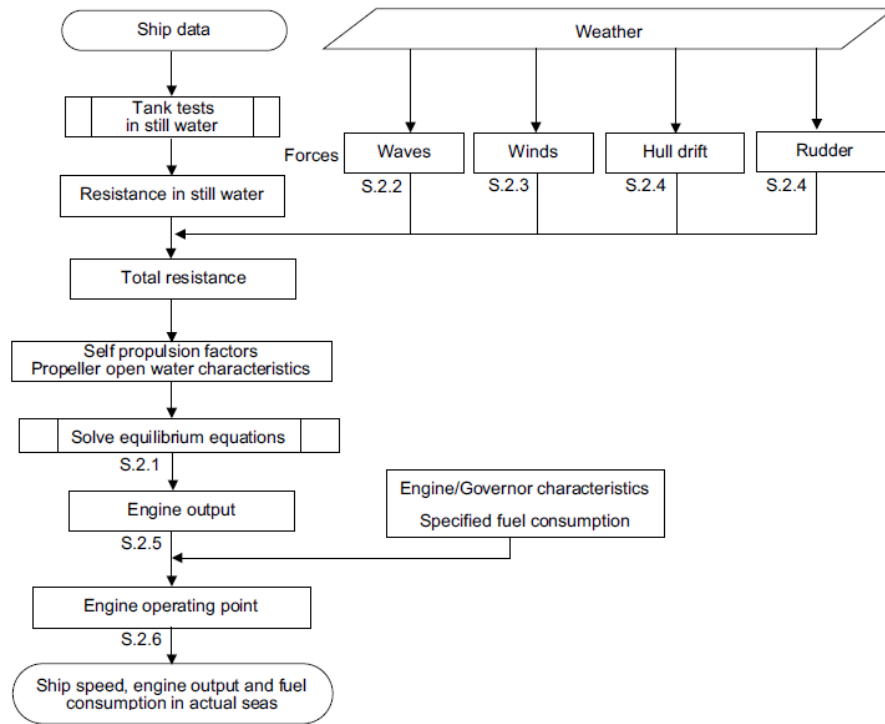 Ship data
Weather
Tank tests
in still water
Forces
Waves
Winds
Hull drift
Rudder
S.2.2
S.2.3
S.2.4
S.2.4
Resistance in still water
Total resistance
Self propulsion factors
Propeller open water characteristics
Solve equilibrium equations
S.2.1
Engine/Governor characteristics
Specified fuel consumption
Engine output
S.2.5
Engine operating point
S.2.6
Ship speed, engine output and fuel
consumption in actual seas